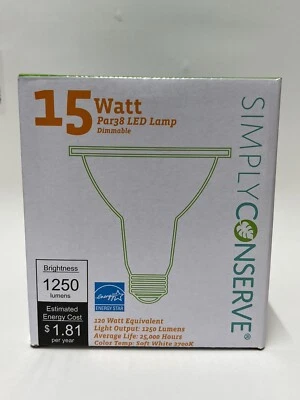 15 Watt
Par38 LED Lamp
Dimmable
SIMPLY CONSERVE®
Brightness
1250
lumens
Estimated
Energy Cost
$ 1.81
per year
energy
ENERGY STAR
120 Watt Equivalent
Light Output: 1250 Lumens
Average Life: 25,000 Hours
Color Temp: Soft White 2700K